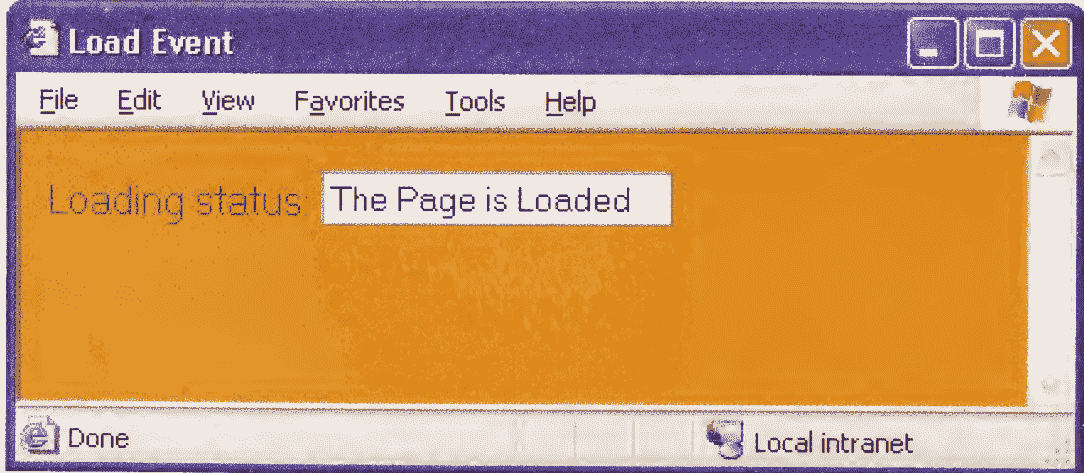 Load Event
File Edit View Favorites Tools Help
Loading status The Page is Loaded
Done Local intranet